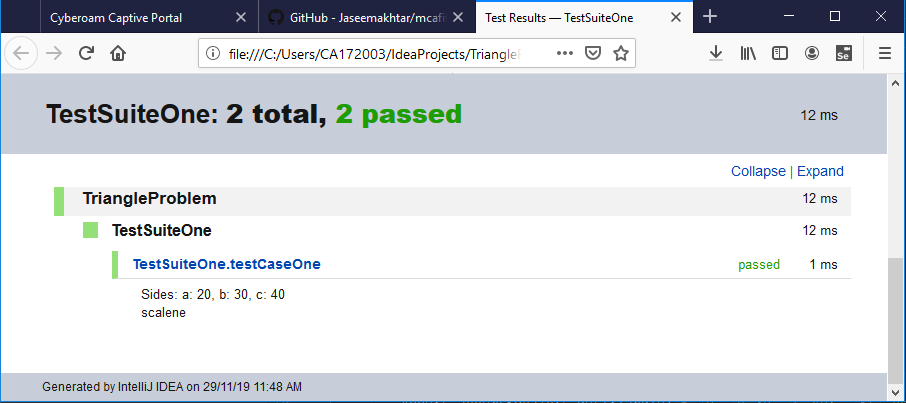 Cyberoam Captive Portal
GitHub - Jaseemakhtar/mcafi
Test Results — TestSuiteOne
file:///C:/Users/CA172003/IdeaProjects/TriangleP
TestSuiteOne: 2 total, 2 passed
12 ms
Collapse | Expand
TriangleProblem
12 ms
TestSuiteOne
12 ms
TestSuiteOne.testCaseOne
passed
1 ms
Sides: a: 20, b: 30, c: 40
scalene
Generated by IntelliJ IDEA on 29/11/19 11:48 AM